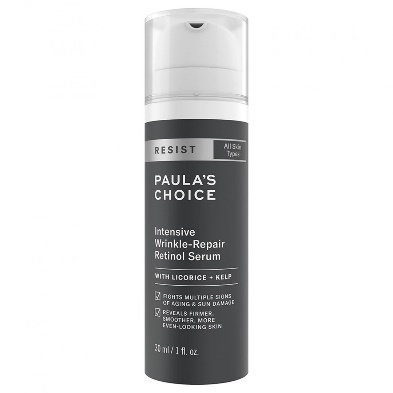 RESIST
All Skin
Types
PAULA'S
CHOICE
Intensive
Wrinkle-Repair
Retinol Serum
WITH LICORICE + KELP
FIGHTS MULTIPLE SIGNS
OF AGING & SUN DAMAGE
REVEALS FIRMER,
SMOOTHER, MORE
EVEN-LOOKING SKIN
30 ml / 1 fl. oz.